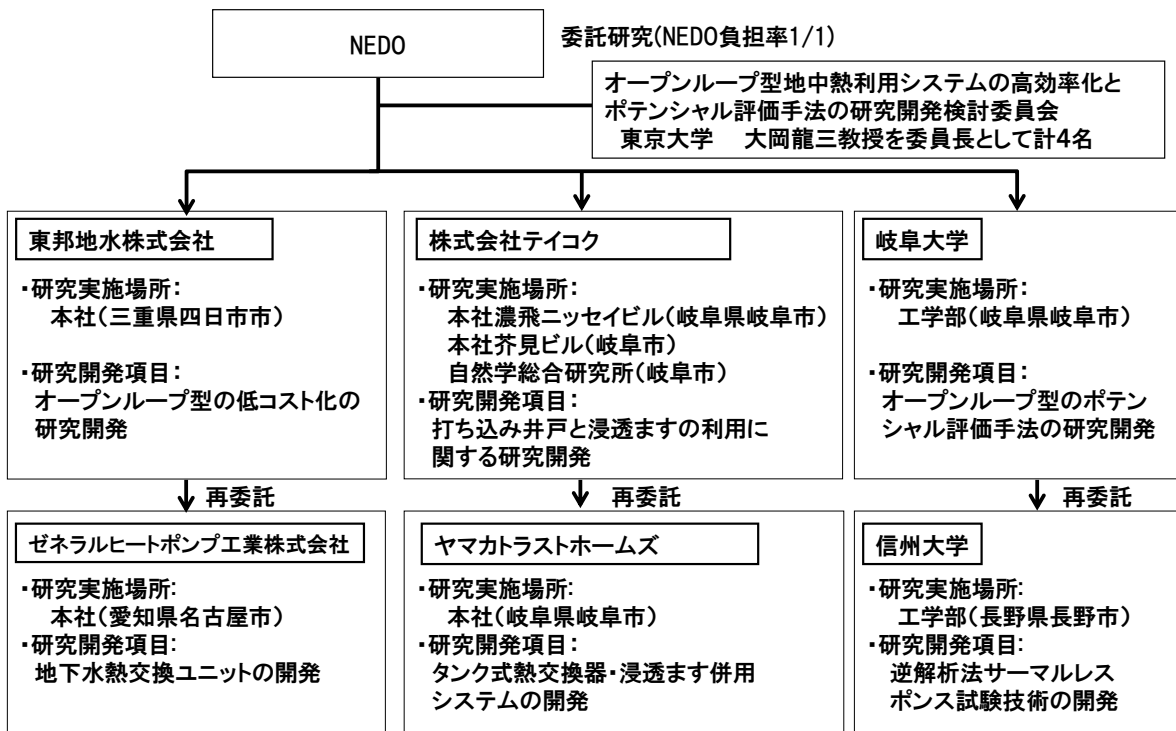 NEDO
委託研究(NEDO負担率1/1)
オープンループ型地中熱利用システムの高効率化と
ポテンシャル評価手法の研究開発検討委員会
東京大学　大岡龍三教授を委員長として計4名
東邦地水株式会社
・研究実施場所：
本社（三重県四日市市）
・研究開発項目：
オープンループ型の低コスト化の
研究開発
株式会社テイコク
・研究実施場所：
本社濃飛ニッセイビル（岐阜県岐阜市）
本社芥見ビル（岐阜市）
自然学総合研究所（岐阜市）
・研究開発項目：
打ち込み井戸と浸透ますの利用に
関する研究開発
岐阜大学
・研究実施場所：
工学部（岐阜県岐阜市）
・研究開発項目：
オープンループ型のポテン
シャル評価手法の研究開発
再委託
再委託
再委託
ゼネラルヒートポンプ工業株式会社
・研究実施場所:
本社（愛知県名古屋市）
・研究開発項目:
地下水熱交換ユニットの開発
ヤマカトラストホームズ
・研究実施場所:
本社（岐阜県岐阜市）
・研究開発項目:
タンク式熱交換器・浸透ます併用
システムの開発
信州大学
・研究実施場所:
工学部（長野県長野市）
・研究開発項目:
逆解析法サーマルレス
ポンス試験技術の開発